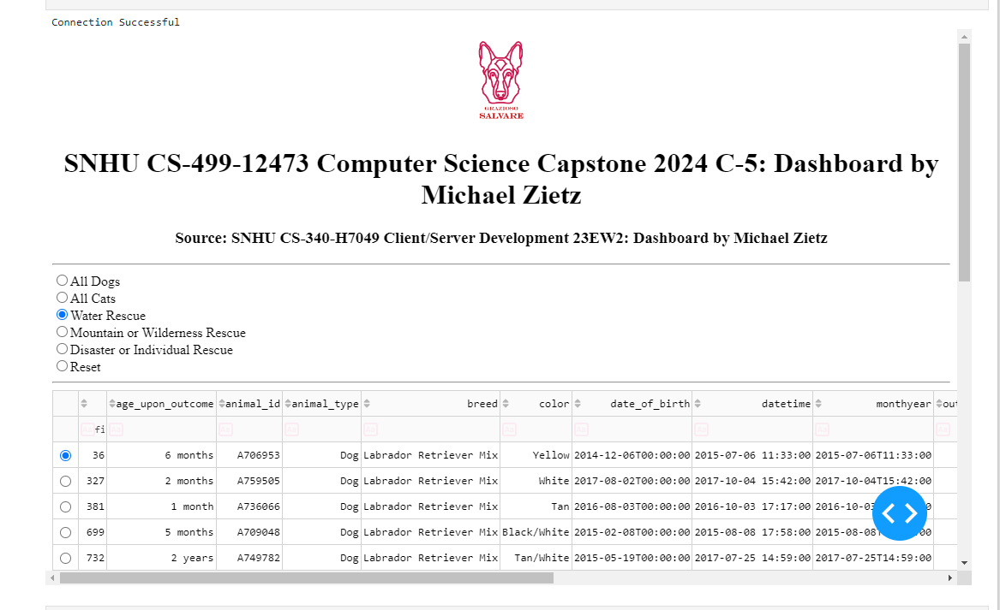 Connection Successful
GRAZIOSO
SALVARE
SNHU CS-499-12473 Computer Science Capstone 2024 C-5: Dashboard by
Michael Zietz
Source: SNHU CS-340-H7049 Client/Server Development 23EW2: Dashboard by Michael Zietz
All Dogs
All Cats
Water Rescue
Mountain or Wilderness Rescue
Disaster or Individual Rescue
Reset
age_upon_outcome animal_id animal_type breed color date_of_birth datetime monthyear out
fi
36 6 months A706953 Dog Labrador Retriever Mix Yellow 2014-12-06T00:00:00 2015-07-06 11:33:00 2015-07-06T11:33:00
327 2 months A759505 Dog Labrador Retriever Mix White 2017-08-02T00:00:00 2017-10-04 15:42:00 2017-10-04T15:42:00
381 1 month A736066 Dog Labrador Retriever Mix Tan 2016-08-03T00:00:00 2016-10-03 17:17:00 2016-10-03
699 5 months A709048 Dog Labrador Retriever Mix Black/White 2015-02-08T00:00:00 2015-08-08 17:58:00 2015-08-08T
732 2 years A749782 Dog Labrador Retriever Mix Tan/White 2015-05-19T00:00:00 2017-07-25 14:59:00 2017-07-25T14:59:00